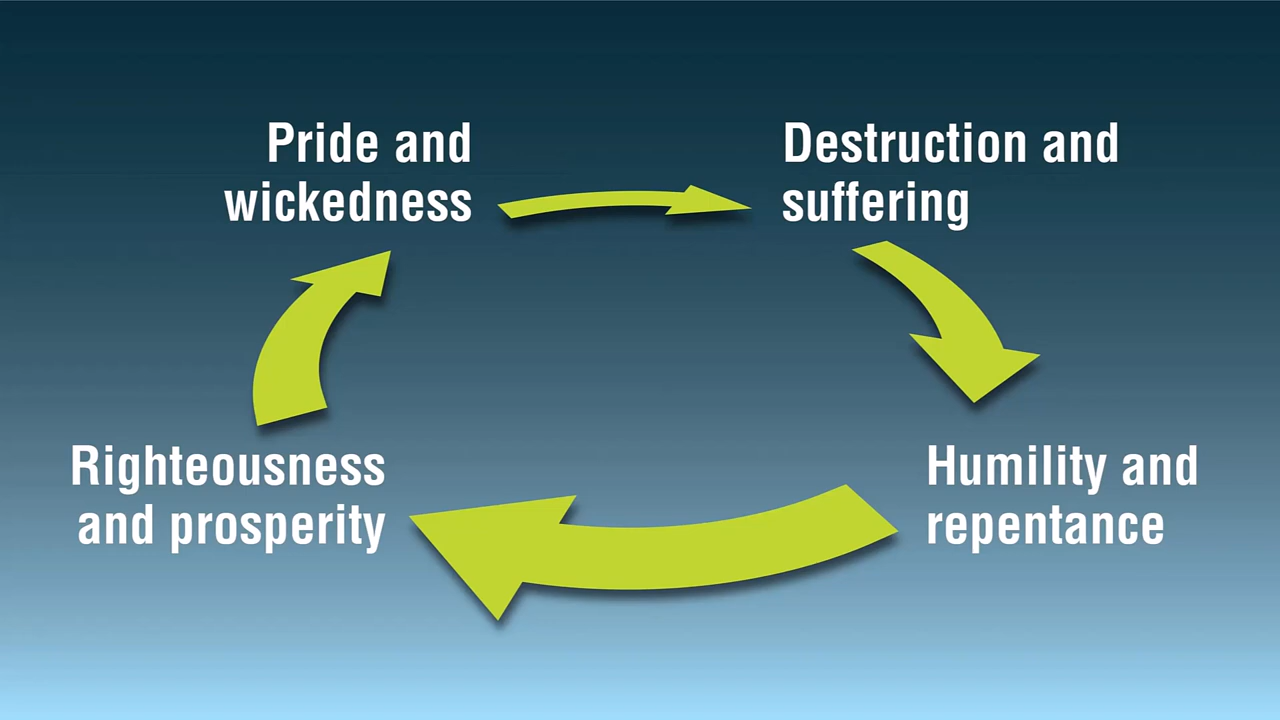 Pride and
wickedness
Destruction and
suffering
Righteousness
and prosperity
Humility and
repentance